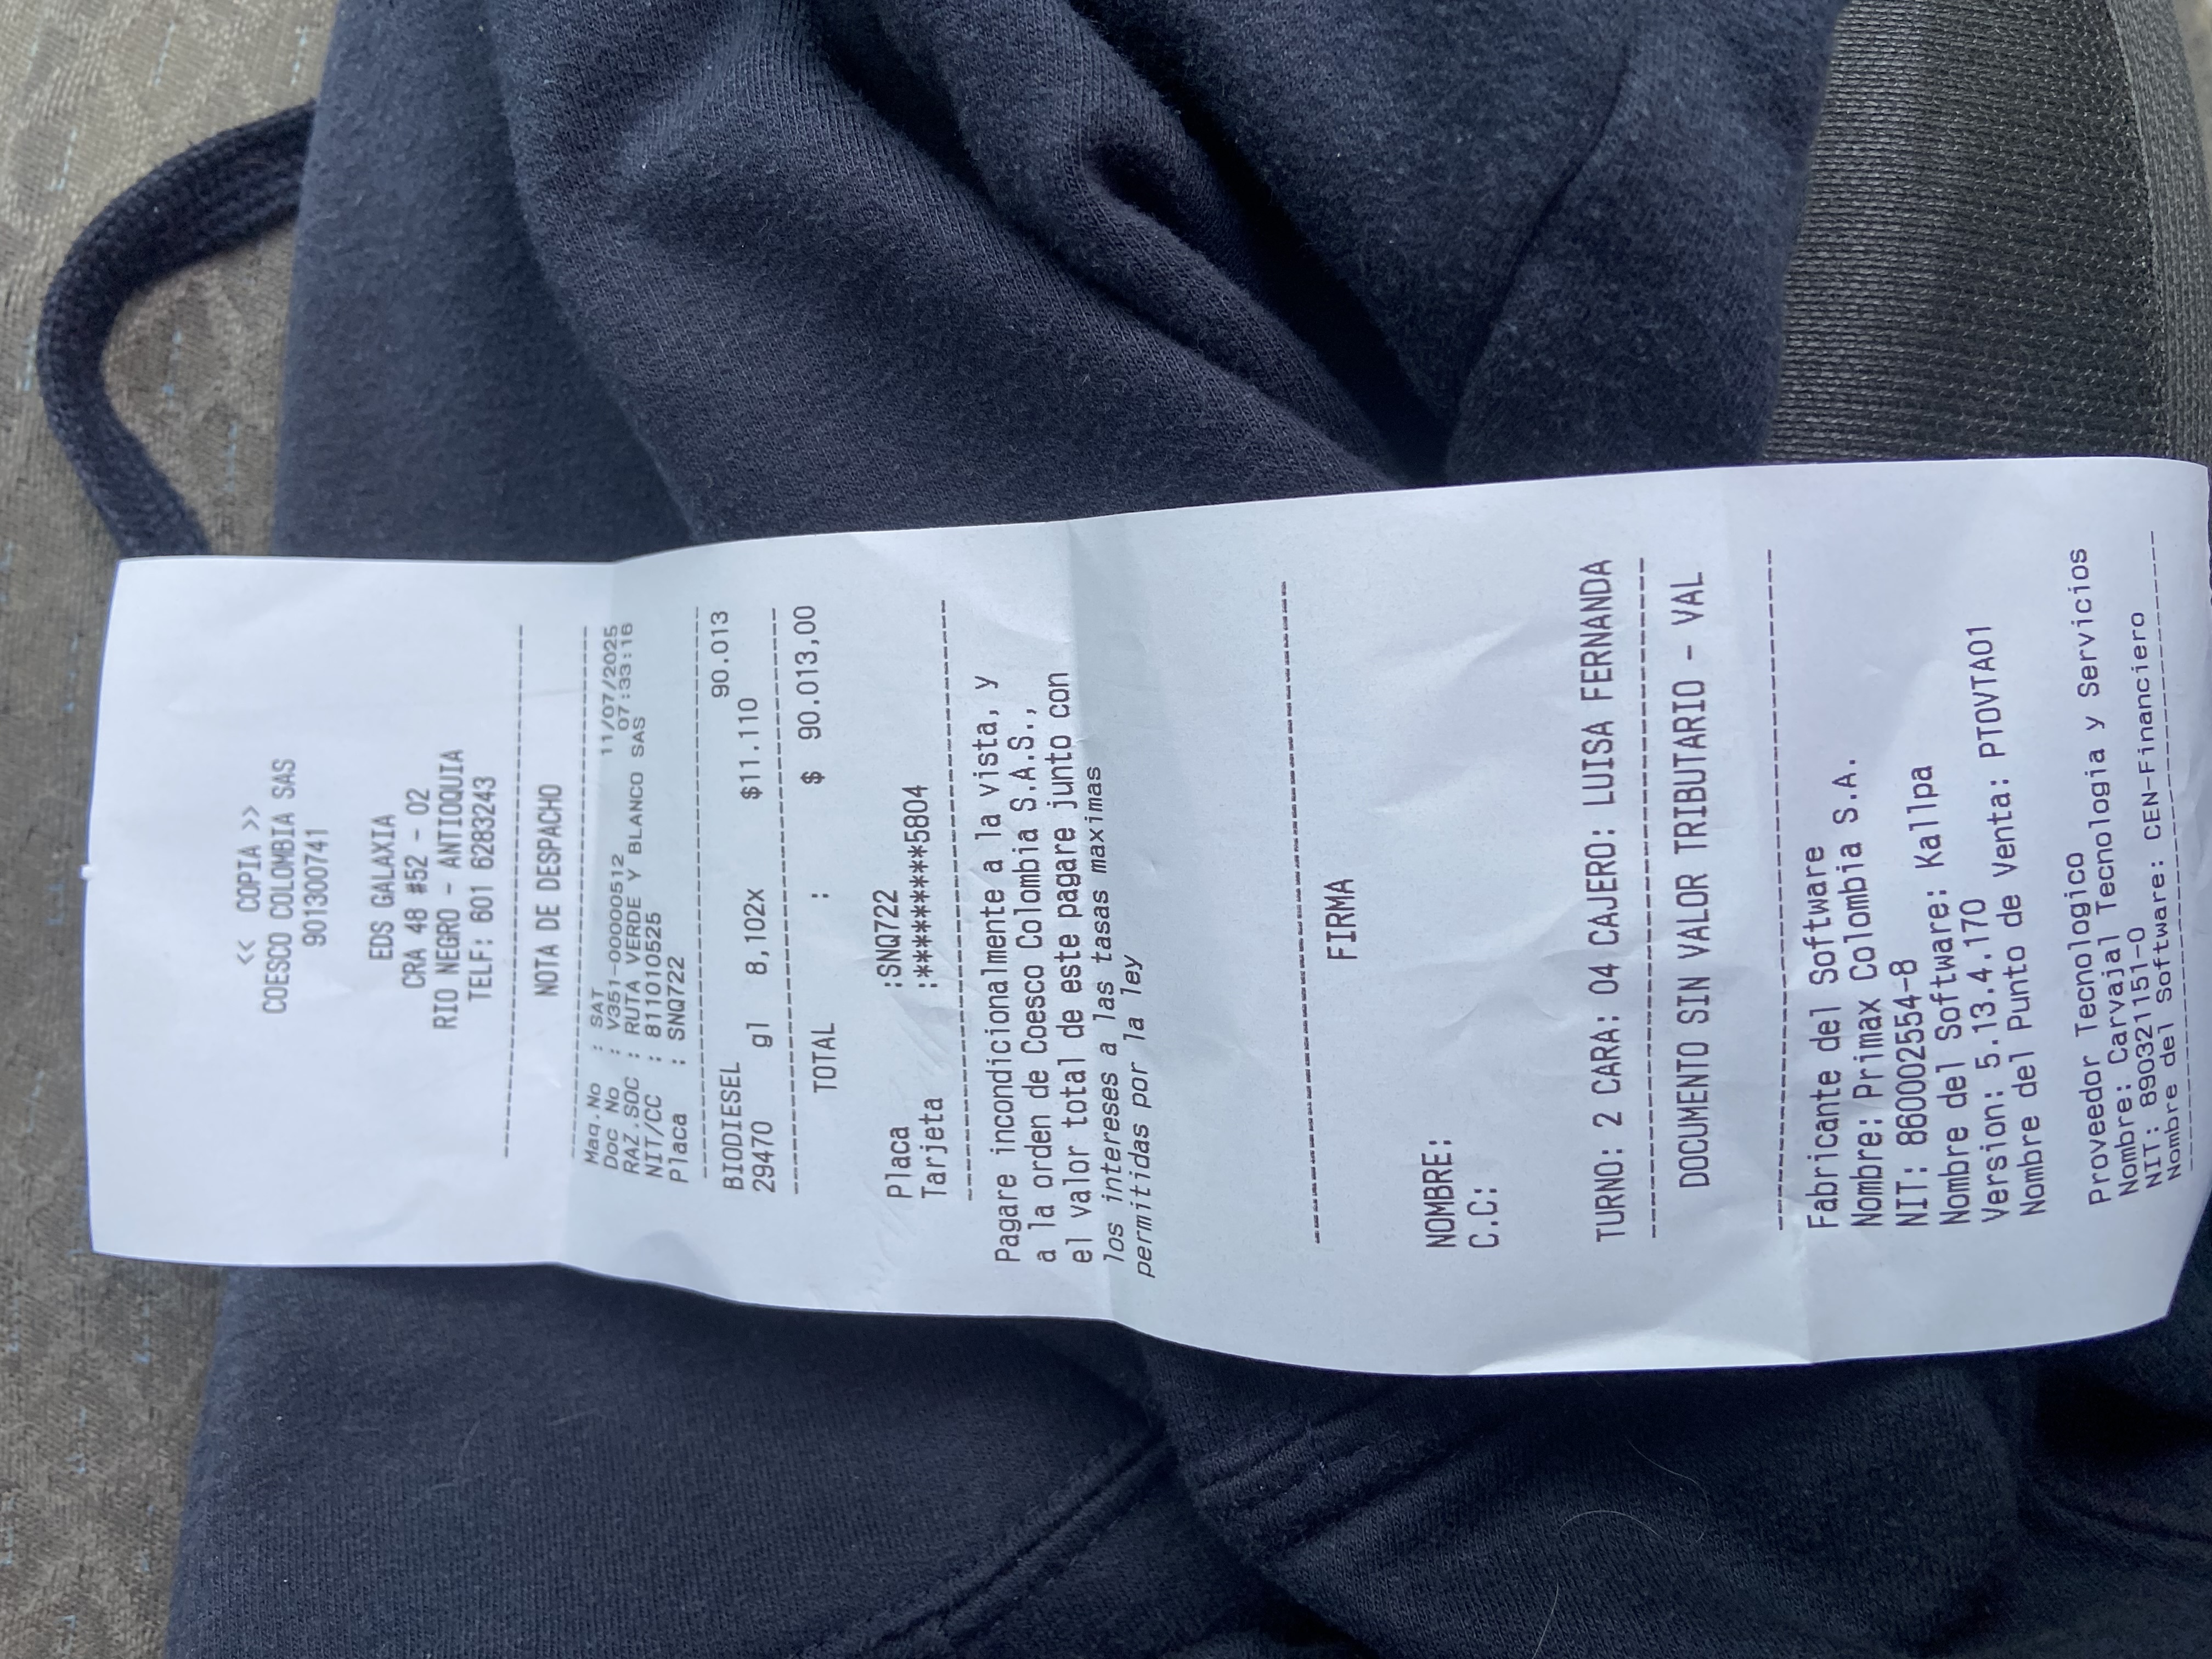 << COPIA >>
COESCO COLOMBIA SAS
9013000741
EDS GALAXIA
CRA 48 #52 - 02
RIO NEGRO - ANTIOQUIA
TELF: 601 6283243
NOTA DE DESPACHO
Maq.No : SAT 11/07/2025
Doc No : V351-00000512 07:33:16
RAZ.SOC : RUTA VERDE Y BLANCO SAS
NIT/CC : 8110110525
Placa : SNQ722
BIODIESEL 90.013
29470 gl 8,102x $11.110
TOTAL : $ 90.013,00
Placa :SNQ722
Tarjeta :*********5804
Pagare incondicionalmente a la vista, y
a la orden de Coesco Colombia S.A.S.,
el valor total de este pagare junto con
los intereses a las tasas maximas
permitidas por la ley
FIRMA
NOMBRE:
C.C:
TURNO: 2 CARA: 04 CAJERO: LUISA FERNANDA
DOCUMENTO SIN VALOR TRIBUTARIO - VAL
Fabricante del Software
Nombre: Primax Colombia S.A.
NIT: 860002554-8
Nombre del Software: Kallpa
Version: 5.13.4.170
Nombre del Punto de Venta: PTOVTA01
Proveedor Tecnologico
Nombre: Carvajal Tecnologia y Servicios
NIT: 890321151-0
Nombre del Software: CEN-Financiero